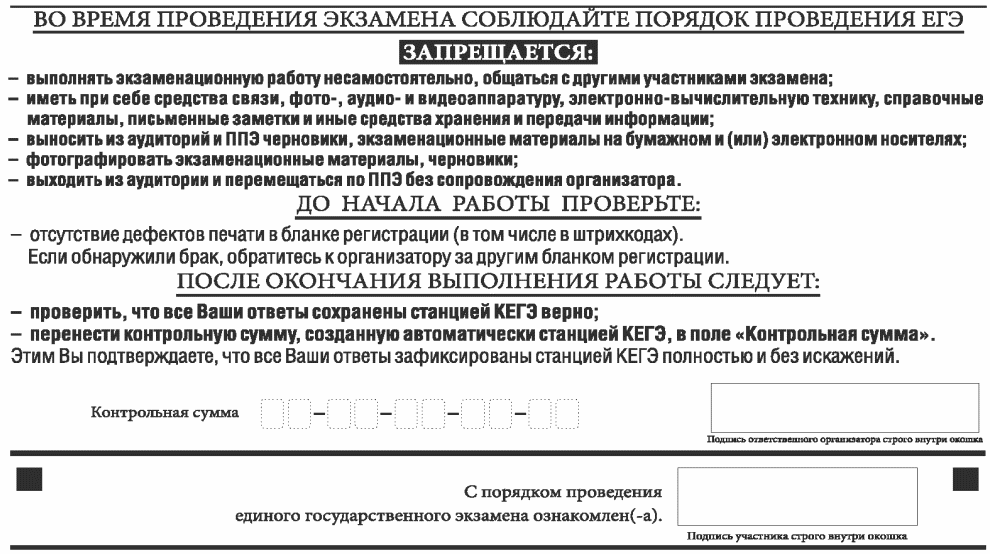 ВО ВРЕМЯ ПРОВЕДЕНИЯ ЭКЗАМЕНА СОБЛЮДАЙТЕ ПОРЯДОК ПРОВЕДЕНИЯ ЕГЭ
ЗАПРЕЩАЕТСЯ:
– выполнять экзаменационную работу несамостоятельно, общаться с другими участниками экзамена;
– иметь при себе средства связи, фото-, аудио- и видеоаппаратуру, электронно-вычислительную технику, справочные
материалы, письменные заметки и иные средства хранения и передачи информации;
– выносить из аудиторий и ППЭ черновики, экзаменационные материалы на бумажном и (или) электронном носителях;
– фотографировать экзаменационные материалы, черновики;
– выходить из аудитории и перемещаться по ППЭ без сопровождения организатора.
ДО НАЧАЛА РАБОТЫ ПРОВЕРЬТЕ:
– отсутствие дефектов печати в бланке регистрации (в том числе в штрихкодах).
Если обнаружили брак, обратитесь к организатору за другим бланком регистрации.
ПОСЛЕ ОКОНЧАНИЯ ВЫПОЛНЕНИЯ РАБОТЫ СЛЕДУЕТ:
– проверить, что все Ваши ответы сохранены станцией КЕГЭ верно;
– перенести контрольную сумму, созданную автоматически станцией КЕГЭ, в поле «Контрольная сумма».
Этим Вы подтверждаете, что все Ваши ответы зафиксированы станцией КЕГЭ полностью и без искажений.
Контрольная сумма – – – –
Подпись ответственного организатора строго внутри окошка
С порядком проведения
единого государственного экзамена ознакомлен(-а).
Подпись участника строго внутри окошка